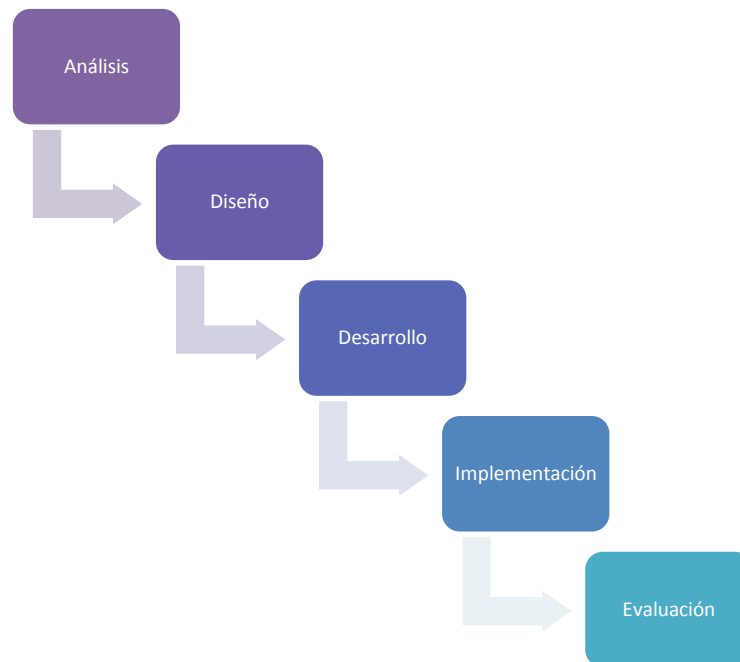 Análisis
Diseño
Desarrollo
Implementación
Evaluación